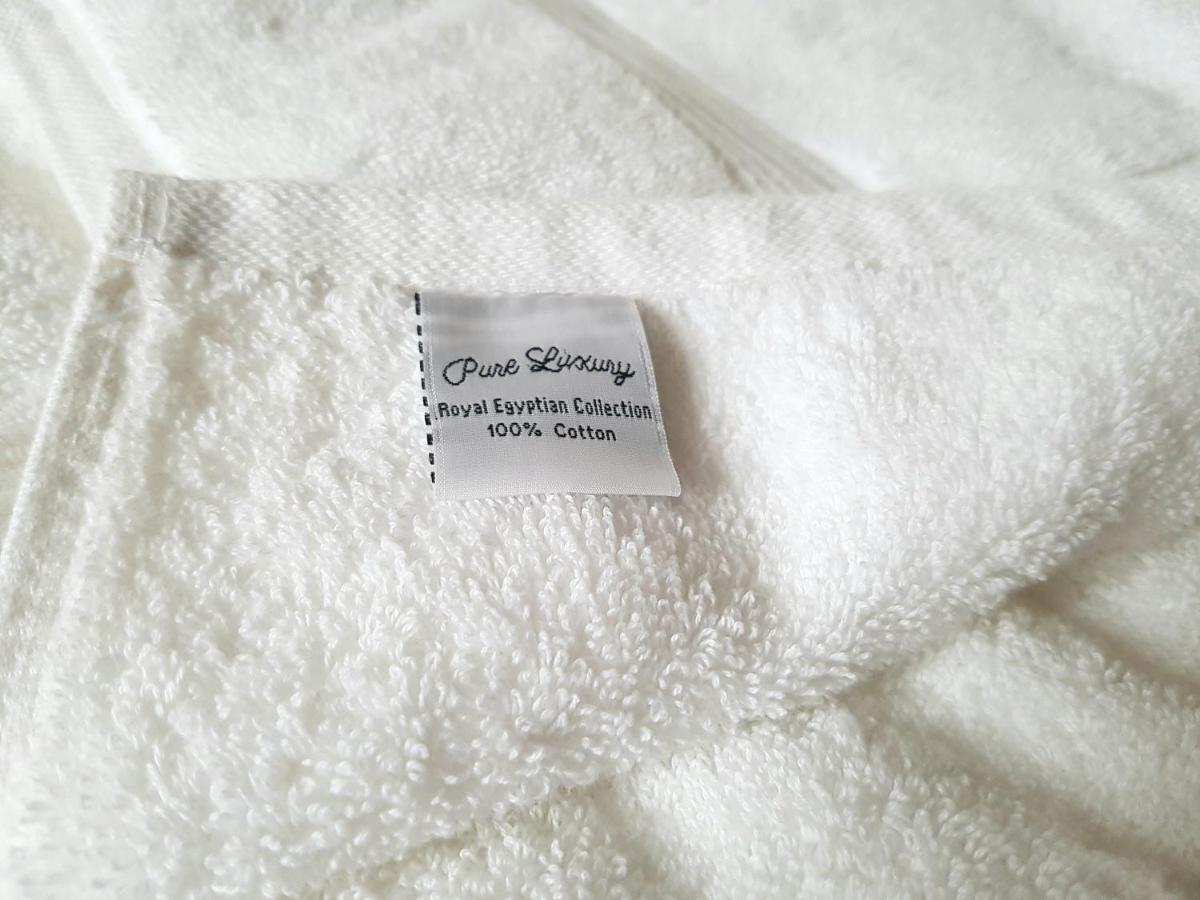 Pure Luxury
Royal Egyptian Collection
100% Cotton